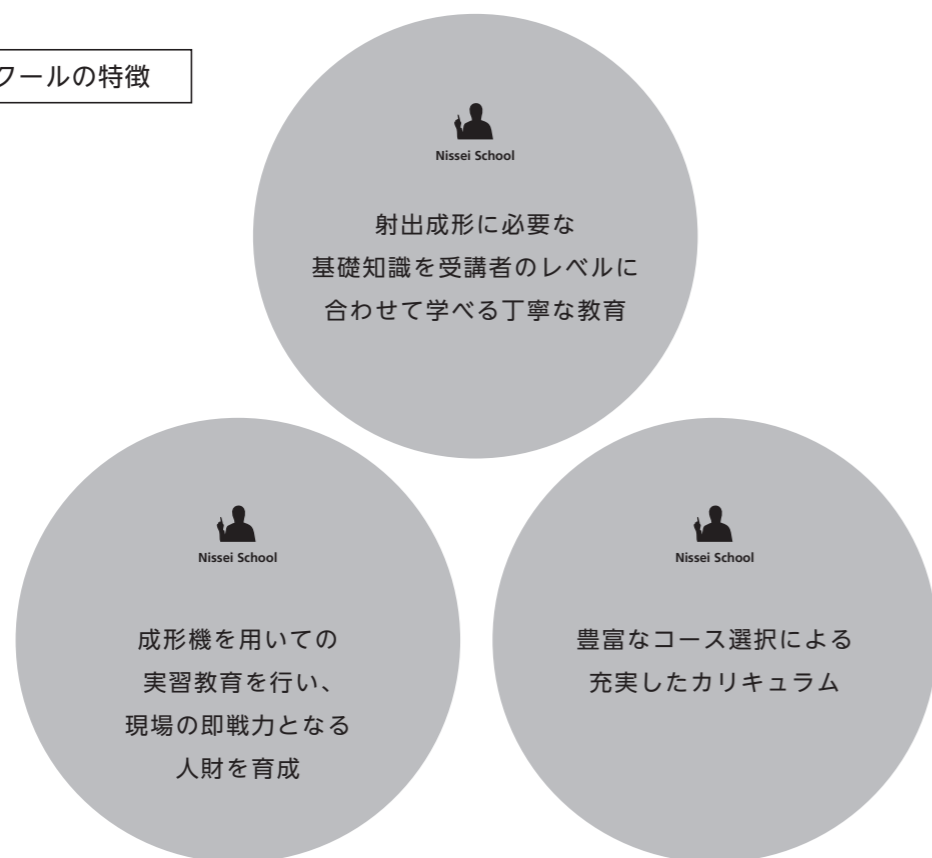 クールの特徴
Nissei School
射出成形に必要な
基礎知識を受講者のレベルに
合わせて学べる丁寧な教育
Nissei School
成形機を用いての
実習教育を行い、
現場の即戦力となる
人財を育成
Nissei School
豊富なコース選択による
充実したカリキュラム